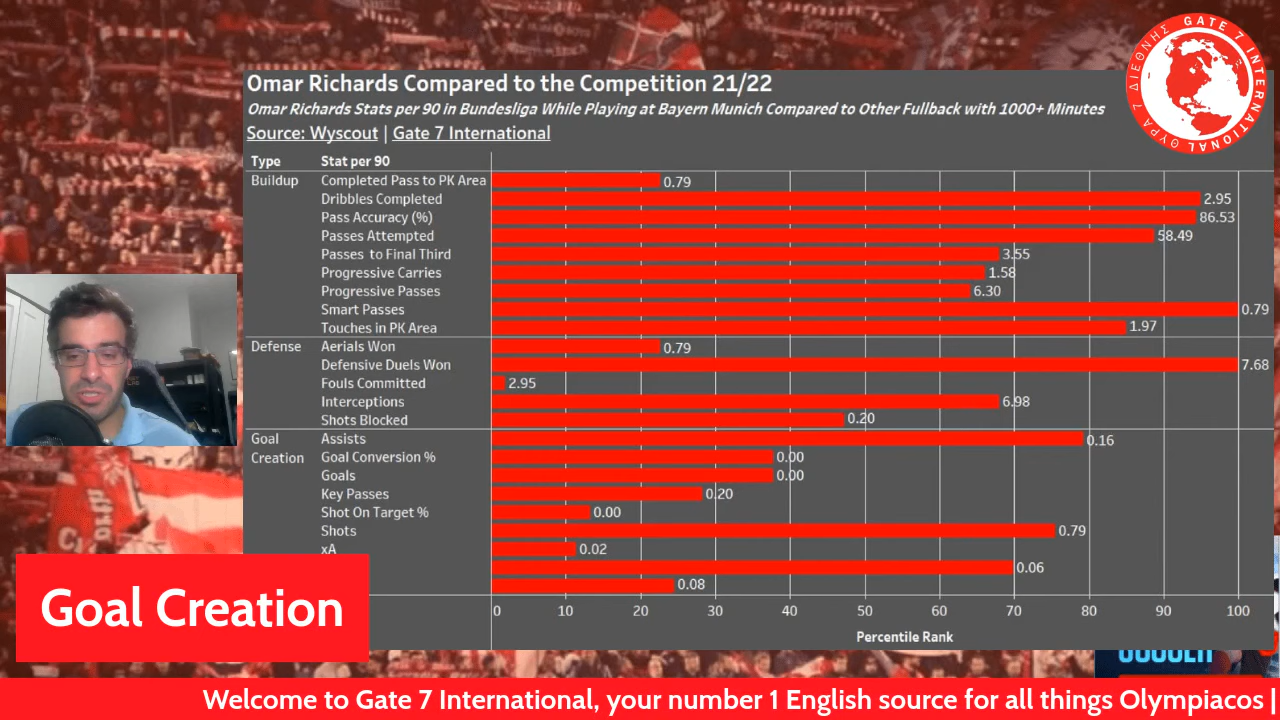 GATE 7 INTERNATIONAL
ΘΥΡΑ 7 ΔΙΕΘΝΗΣ
Omar Richards Compared to the Competition 21/22
Omar Richards Stats per 90 in Bundesliga While Playing at Bayern Munich Compared to Other Fullback with 1000+ Minutes
Source: Wyscout | Gate 7 International
Type Stat per 90
Buildup Completed Pass to PK Area 0.79
Dribbles Completed 2.95
Pass Accuracy (%) 86.53
Passes Attempted 58.49
Passes to Final Third 3.55
Progressive Carries 1.58
Progressive Passes 6.30
Smart Passes 0.79
Touches in PK Area 1.97
Defense Aerials Won 0.79
Defensive Duels Won 7.68
Fouls Committed 2.95
Interceptions 6.98
Shots Blocked 0.20
Goal Assists 0.16
Creation Goal Conversion % 0.00
Goals 0.00
Key Passes 0.20
Shot On Target % 0.00
Shots 0.79
xA 0.02
0.06
0.08
0 10 20 30 40 50 60 70 80 90 100
Percentile Rank
Goal Creation
Welcome to Gate 7 International, your number 1 English source for all things Olympiacos |